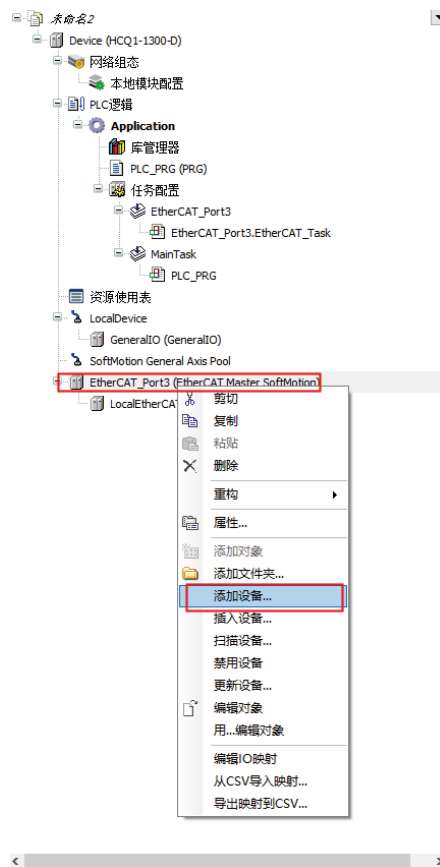 未命名2
Device (HCQ1-1300-D)
网络组态
本地模块配置
PLC逻辑
Application
库管理器
PLC_PRG (PRG)
任务配置
EtherCAT_Port3
EtherCAT_Port3.EtherCAT_Task
MainTask
PLC_PRG
资源使用表
LocalDevice
GeneralIO (GeneralIO)
SoftMotion General Axis Pool
EtherCAT_Port3 (EtherCAT Master SoftMotion)
LocalEtherCAT
剪切
复制
粘贴
删除
重构
属性...
添加对象
添加文件夹...
添加设备...
插入设备...
扫描设备...
禁用设备
更新设备...
编辑对象
用...编辑对象
编辑IO映射
从CSV导入映射...
导出映射到CSV...